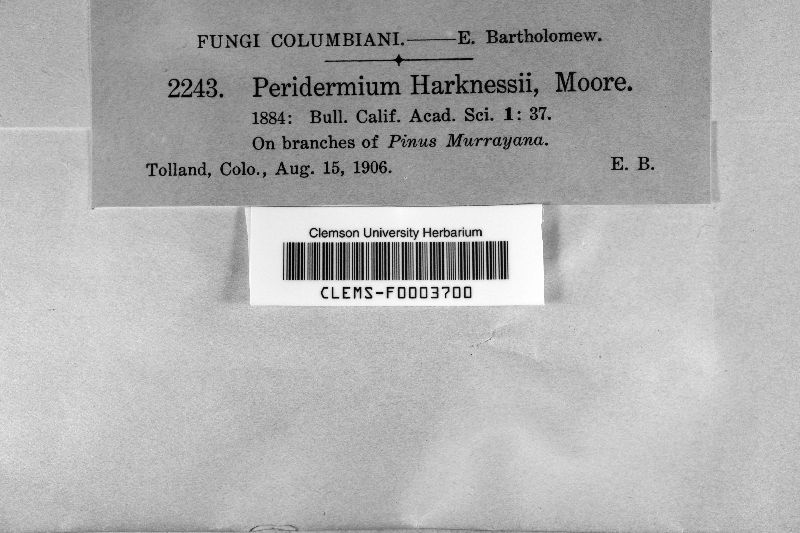 FUNGI COLUMBIANI.——E. Bartholomew.
2243. Peridermium Harknessii, Moore.
1884: Bull. Calif. Acad. Sci. 1: 37.
On branches of Pinus Murrayana.
Tolland, Colo., Aug. 15, 1906. E. B.
Clemson University Herbarium
CLEMS-F0003700